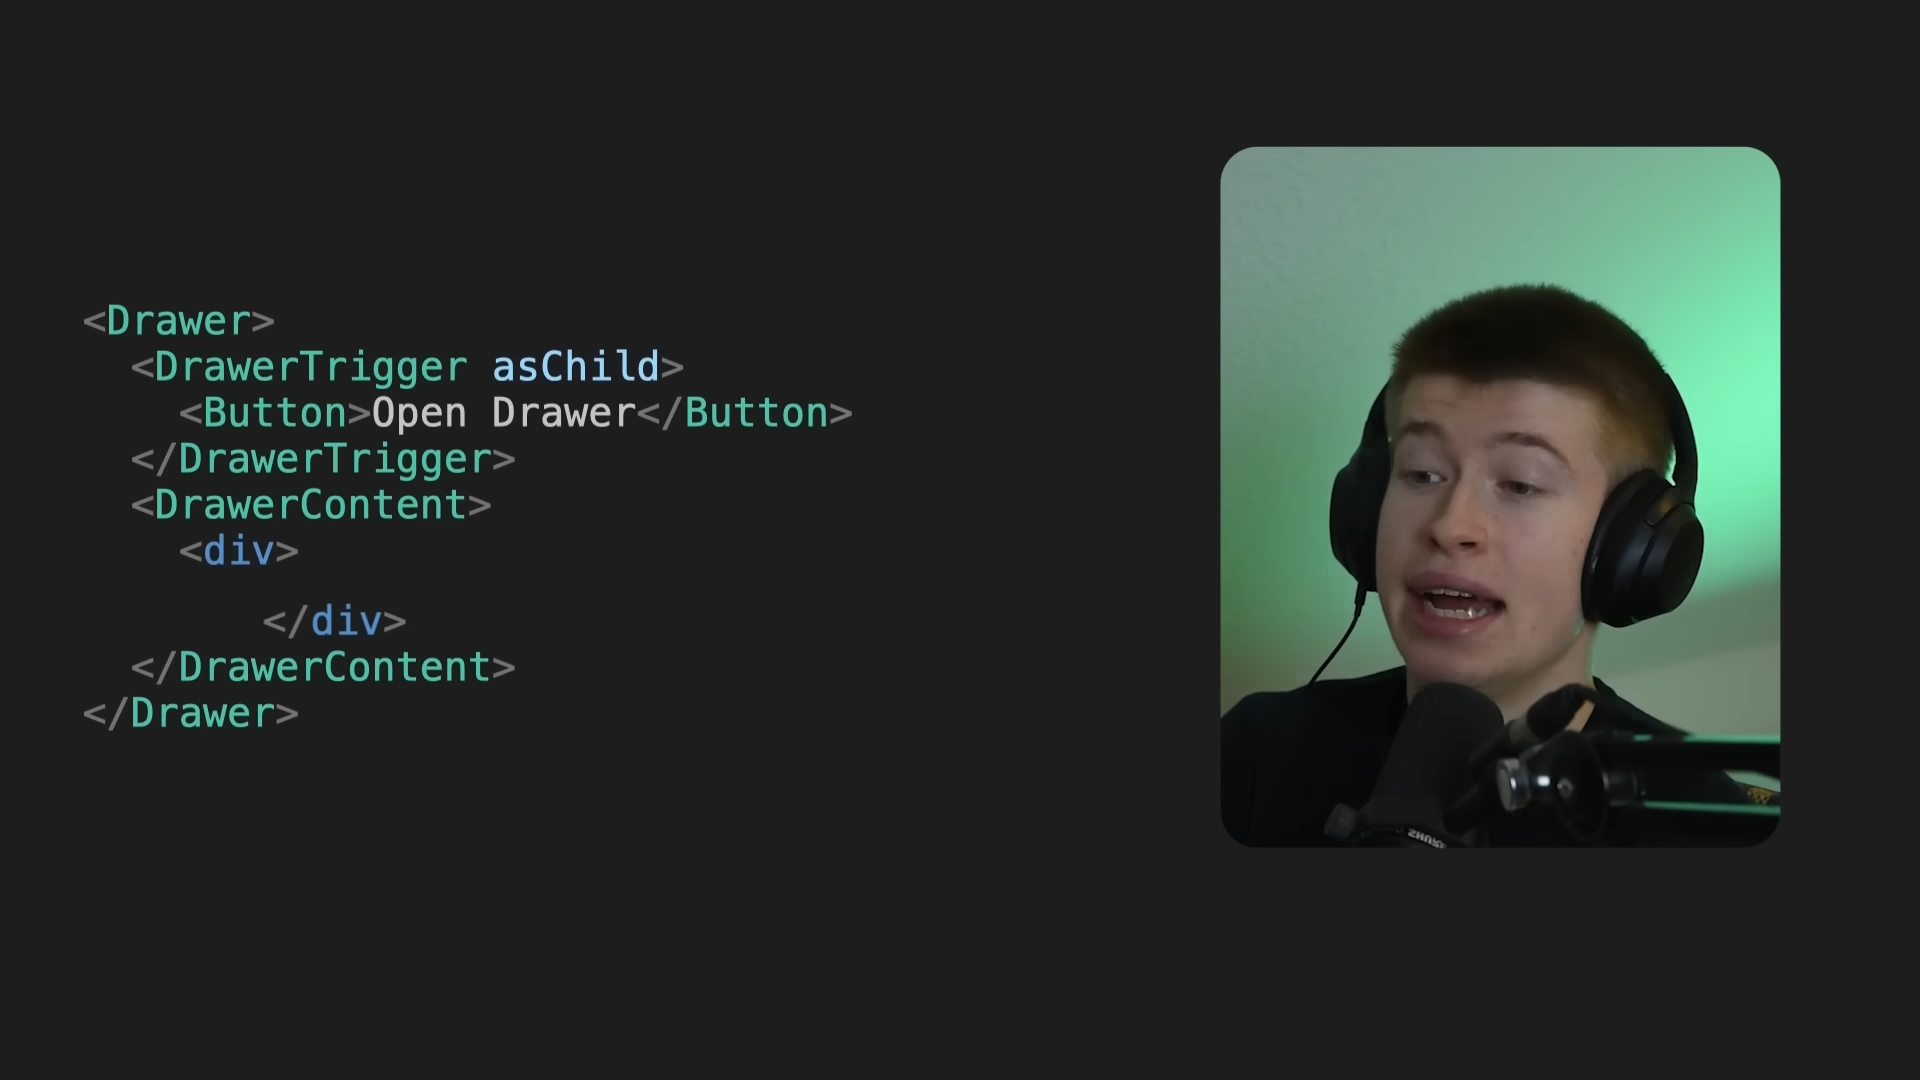 <Drawer>
<DrawerTrigger asChild>
<Button>Open Drawer</Button>
</DrawerTrigger>
<DrawerContent>
<div>
</div>
</DrawerContent>
</Drawer>